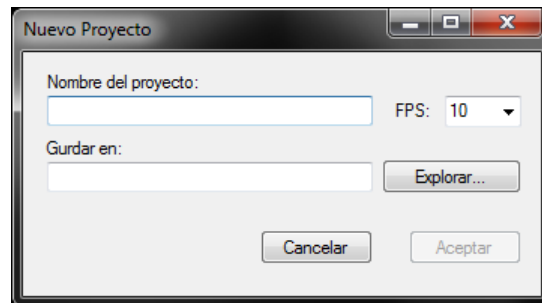 Nuevo Proyecto
Nombre del proyecto:
FPS: 10
Gurdar en:
Explorar...
Cancelar Aceptar